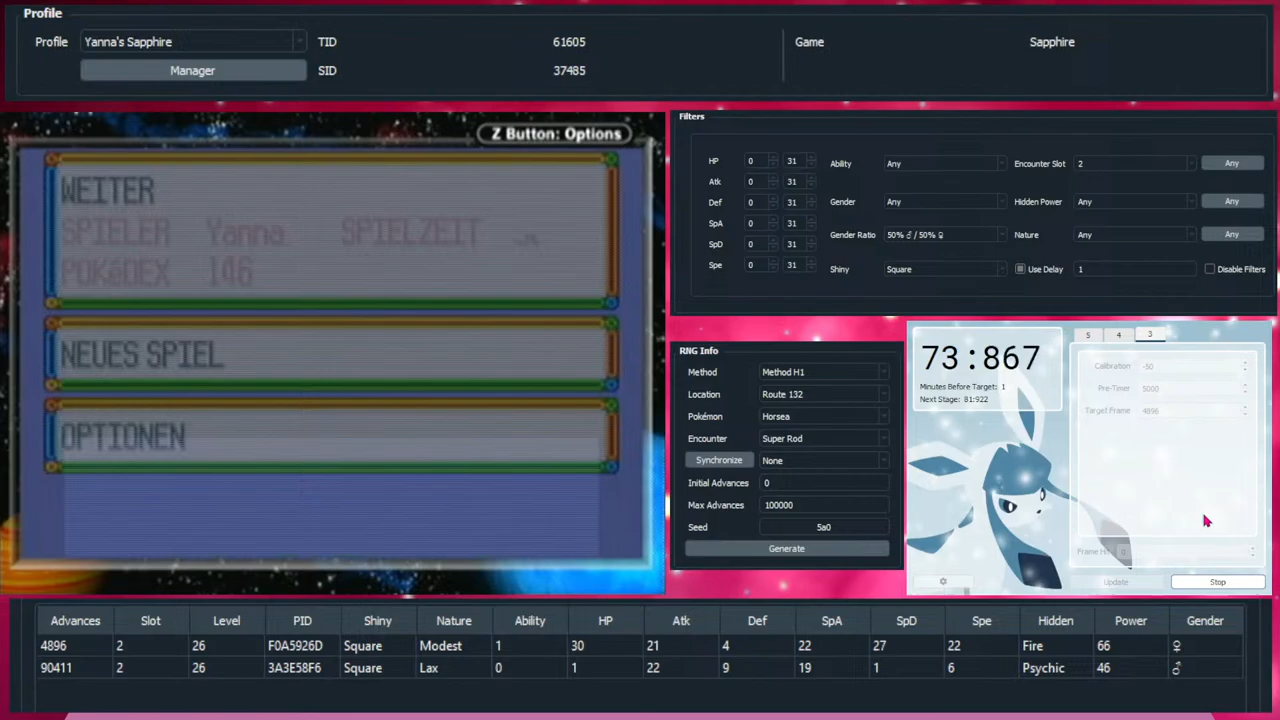 Profile
Profile Yanna's Sapphire TID 61605 Game Sapphire
Manager SID 37485
Z Button: Options
WEITER
SPIELER Yanna SPIELZEIT
POKéDEX 146
NEUES SPIEL
OPTIONEN
Filters
HP 0 31 Ability Any Encounter Slot 2 Any
Atk 0 31
Def 0 31 Gender Any Hidden Power Any Any
SpA 0 31
SpD 0 31 Gender Ratio 50% ♂ / 50% ♀ Nature Any Any
Spe 0 31 Shiny Square Use Delay 1 Disable Filters
RNG Info
Method Method H1
Location Route 132
Pokémon Horsea
Encounter Super Rod
Synchronize None
Initial Advances 0
Max Advances 100000
Seed 5a0
Generate
73:867
Minutes Before Target: 1
Next Stage: 81:922
5 4 3
Calibration -50
Pre-Timer 5000
Target Frame 4896
Frame Hit 0
Update Stop
Advances Slot Level PID Shiny Nature Ability HP Atk Def SpA SpD Spe Hidden Power Gender
4896 2 26 F0A5926D Square Modest 1 30 21 4 22 27 22 Fire 66 ♀
90411 2 26 3A3E58F6 Square Lax 0 1 22 9 19 1 6 Psychic 46 ♂